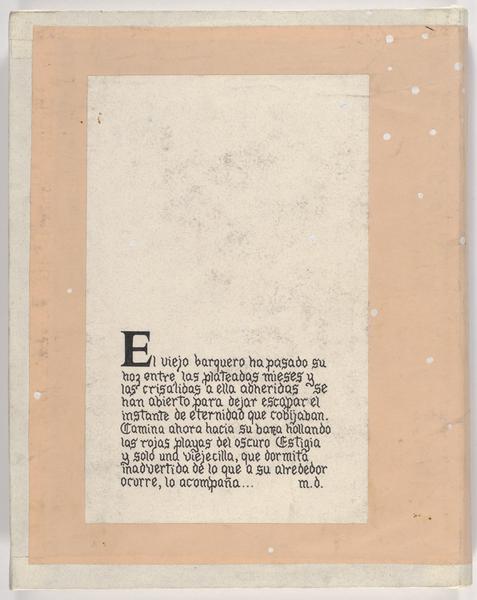 El viejo barquero ha pasado su
hoz entre las plateadas mieses y
las crisálidas a ella adheridas se
han abierto para dejar escapar el
instante de eternidad que cobijaban.
Camina ahora hacia su barza hollando
las rojas playas del oscuro Estigia
y solo una viejecilla, que dormita
inadvertida de lo que a su alrededor
ocurre, lo acompaña... m.d.